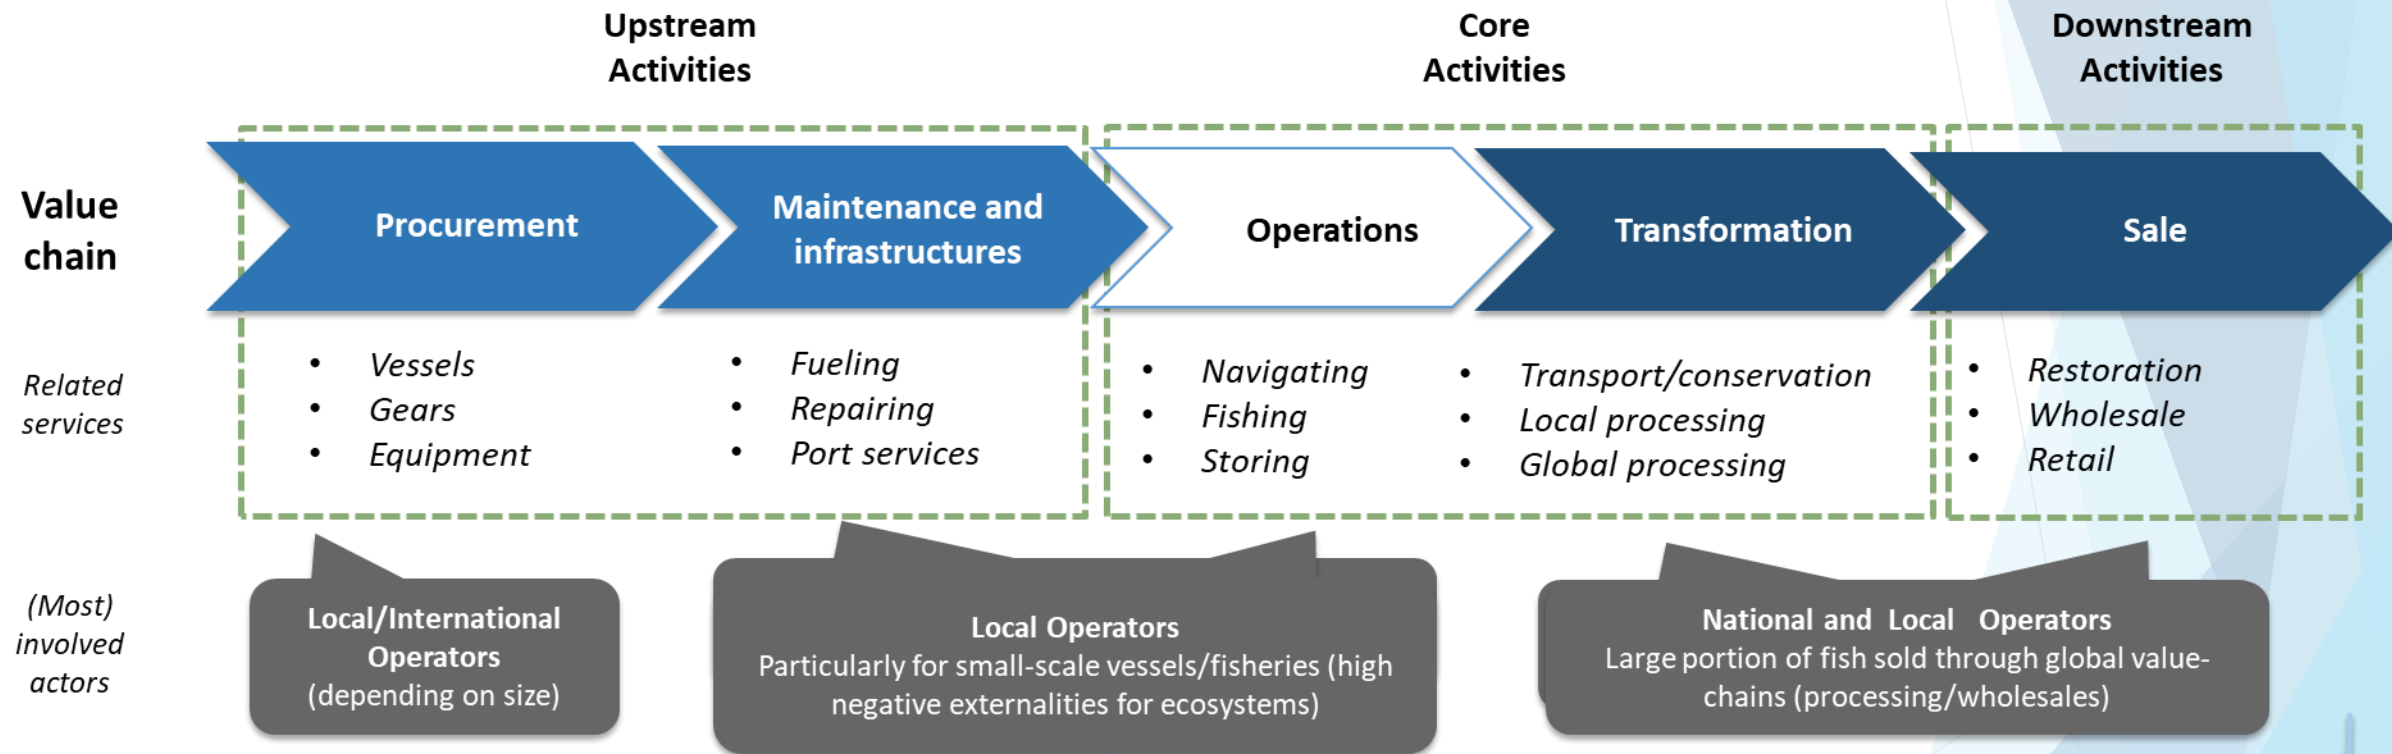 Upstream
Activities
Core
Activities
Downstream
Activities
Value
chain
Procurement
Maintenance and
infrastructures
Operations
Transformation
Sale
Related
services
• Vessels
• Gears
• Equipment
• Fueling
• Repairing
• Port services
• Navigating
• Fishing
• Storing
• Transport/conservation
• Local processing
• Global processing
• Restoration
• Wholesale
• Retail
(Most)
involved
actors
Local/International
Operators
(depending on size)
Local Operators
Particularly for small-scale vessels/fisheries (high
negative externalities for ecosystems)
National and Local Operators
Large portion of fish sold through global value-
chains (processing/wholesales)